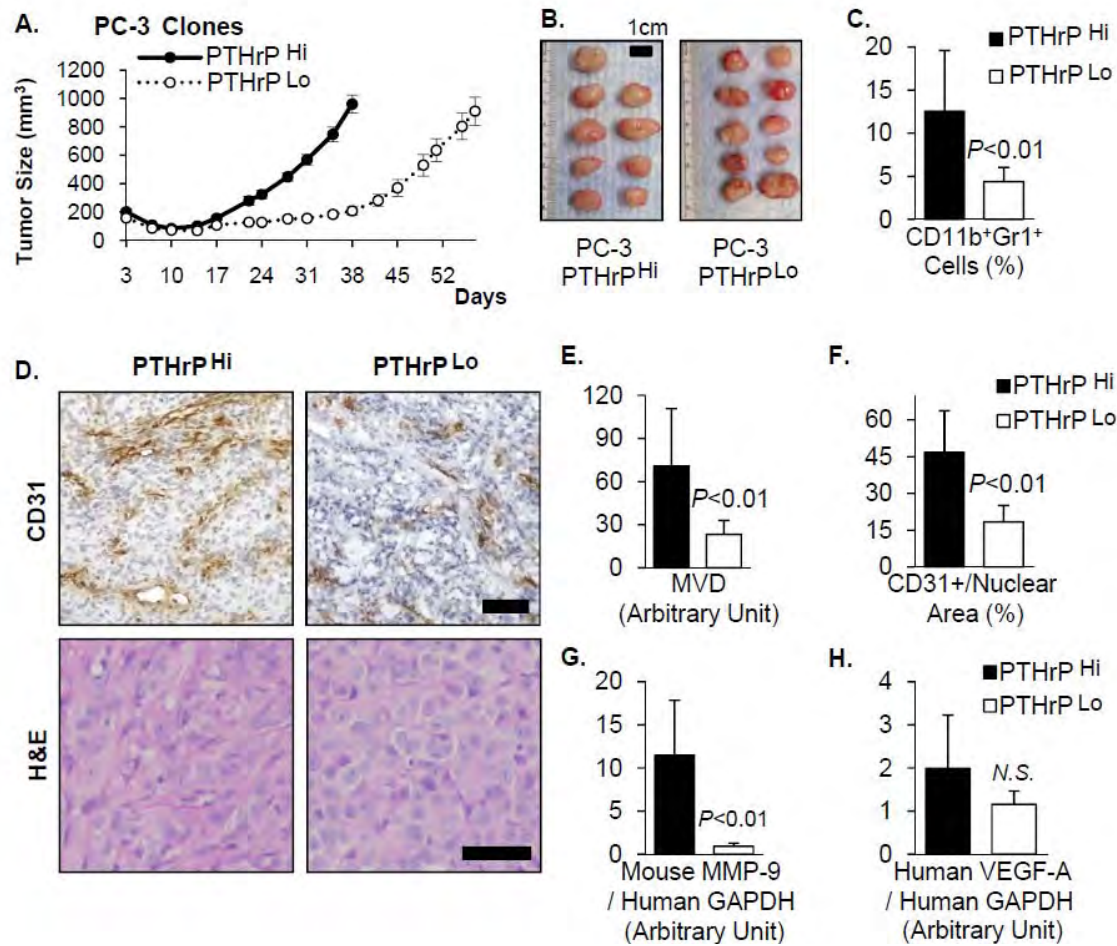 A.
PC-3 Clones
PTHrP Hi
PTHrP Lo
Tumor Size (mm3)
1200
1000
800
600
400
200
0
3 10 17 24 31 38 45 52
Days
B.
1cm
PC-3
PTHrPHi
PC-3
PTHrPLo
C.
PTHrP Hi
PTHrP Lo
20
15
10
5
0
P<0.01
CD11b+Gr1+
Cells (%)
D.
PTHrP Hi
PTHrP Lo
CD31
H&E
E.
120
90
60
30
0
P<0.01
MVD
(Arbitrary Unit)
F.
PTHrP Hi
PTHrP Lo
60
45
30
15
0
P<0.01
CD31+/Nuclear
Area (%)
G.
20
15
10
5
0
P<0.01
Mouse MMP-9
/ Human GAPDH
(Arbitrary Unit)
H.
PTHrP Hi
PTHrP Lo
4
3
2
1
0
N.S.
Human VEGF-A
/ Human GAPDH
(Arbitrary Unit)